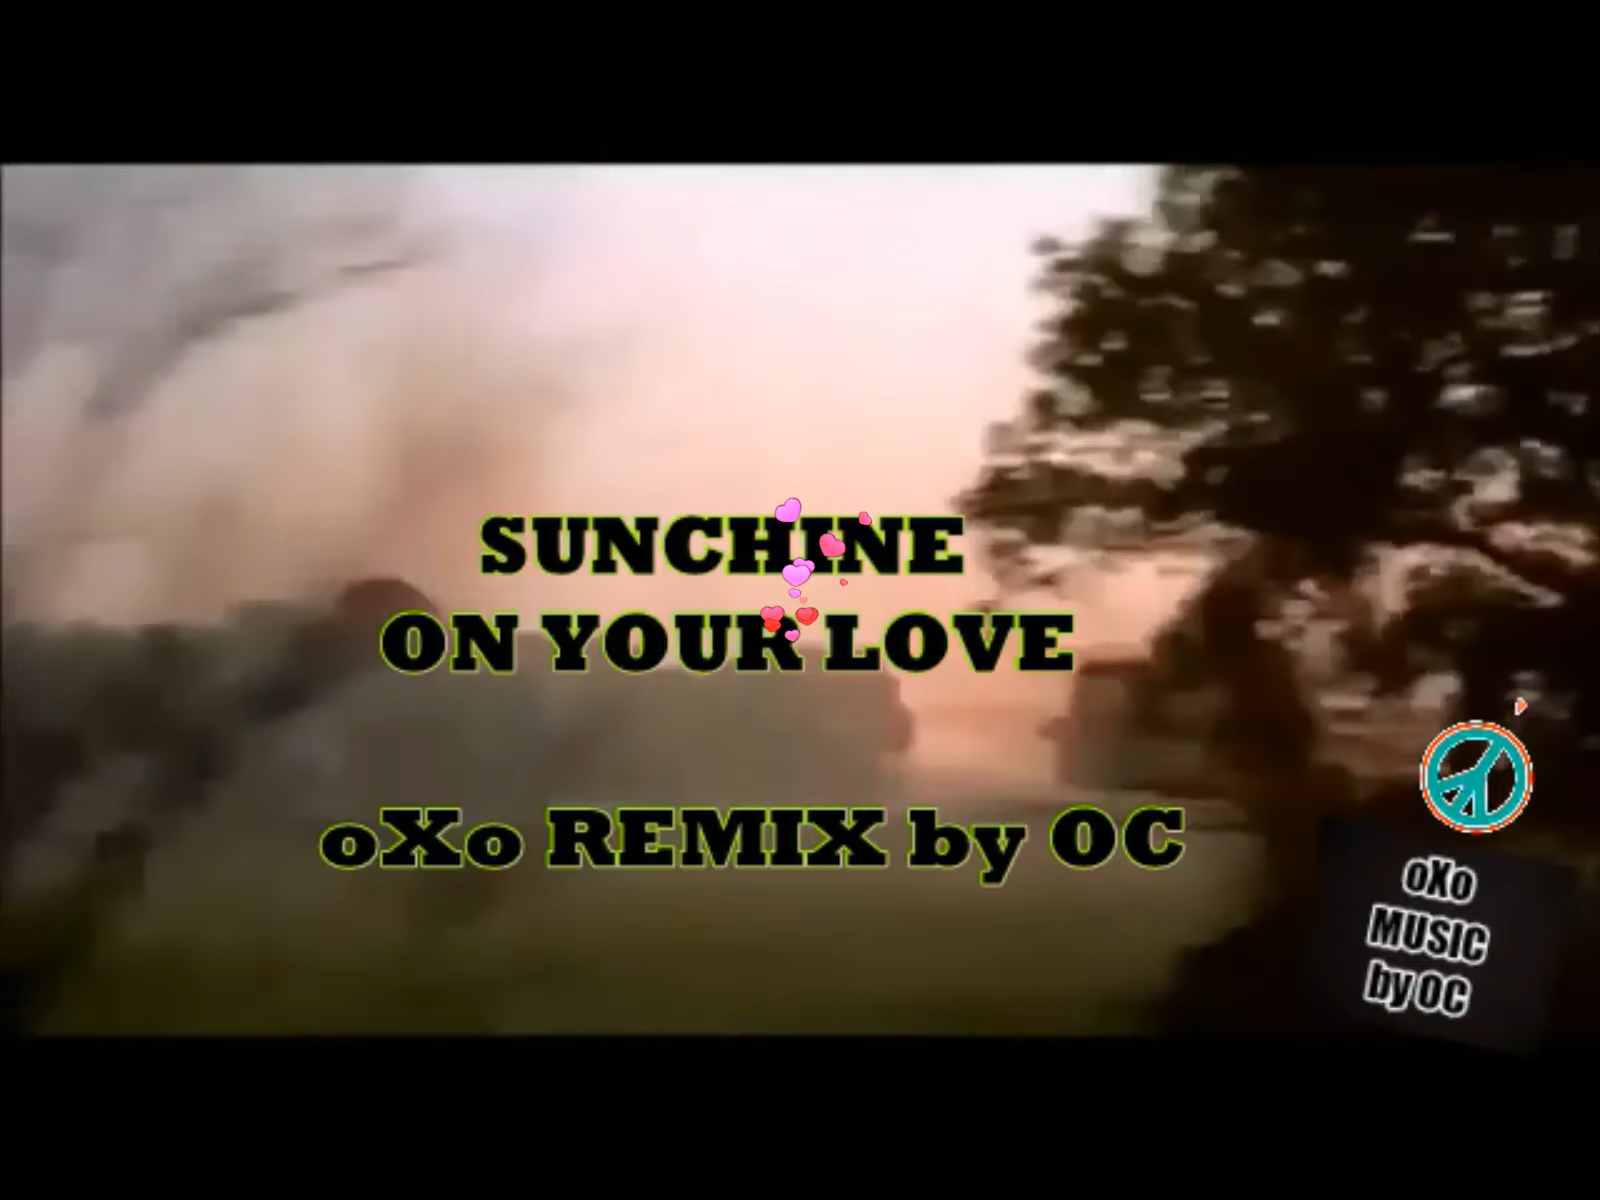 SUNCHINE
ON YOUR LOVE
oXo REMIX by OC
oXo
MUSIC
by OC